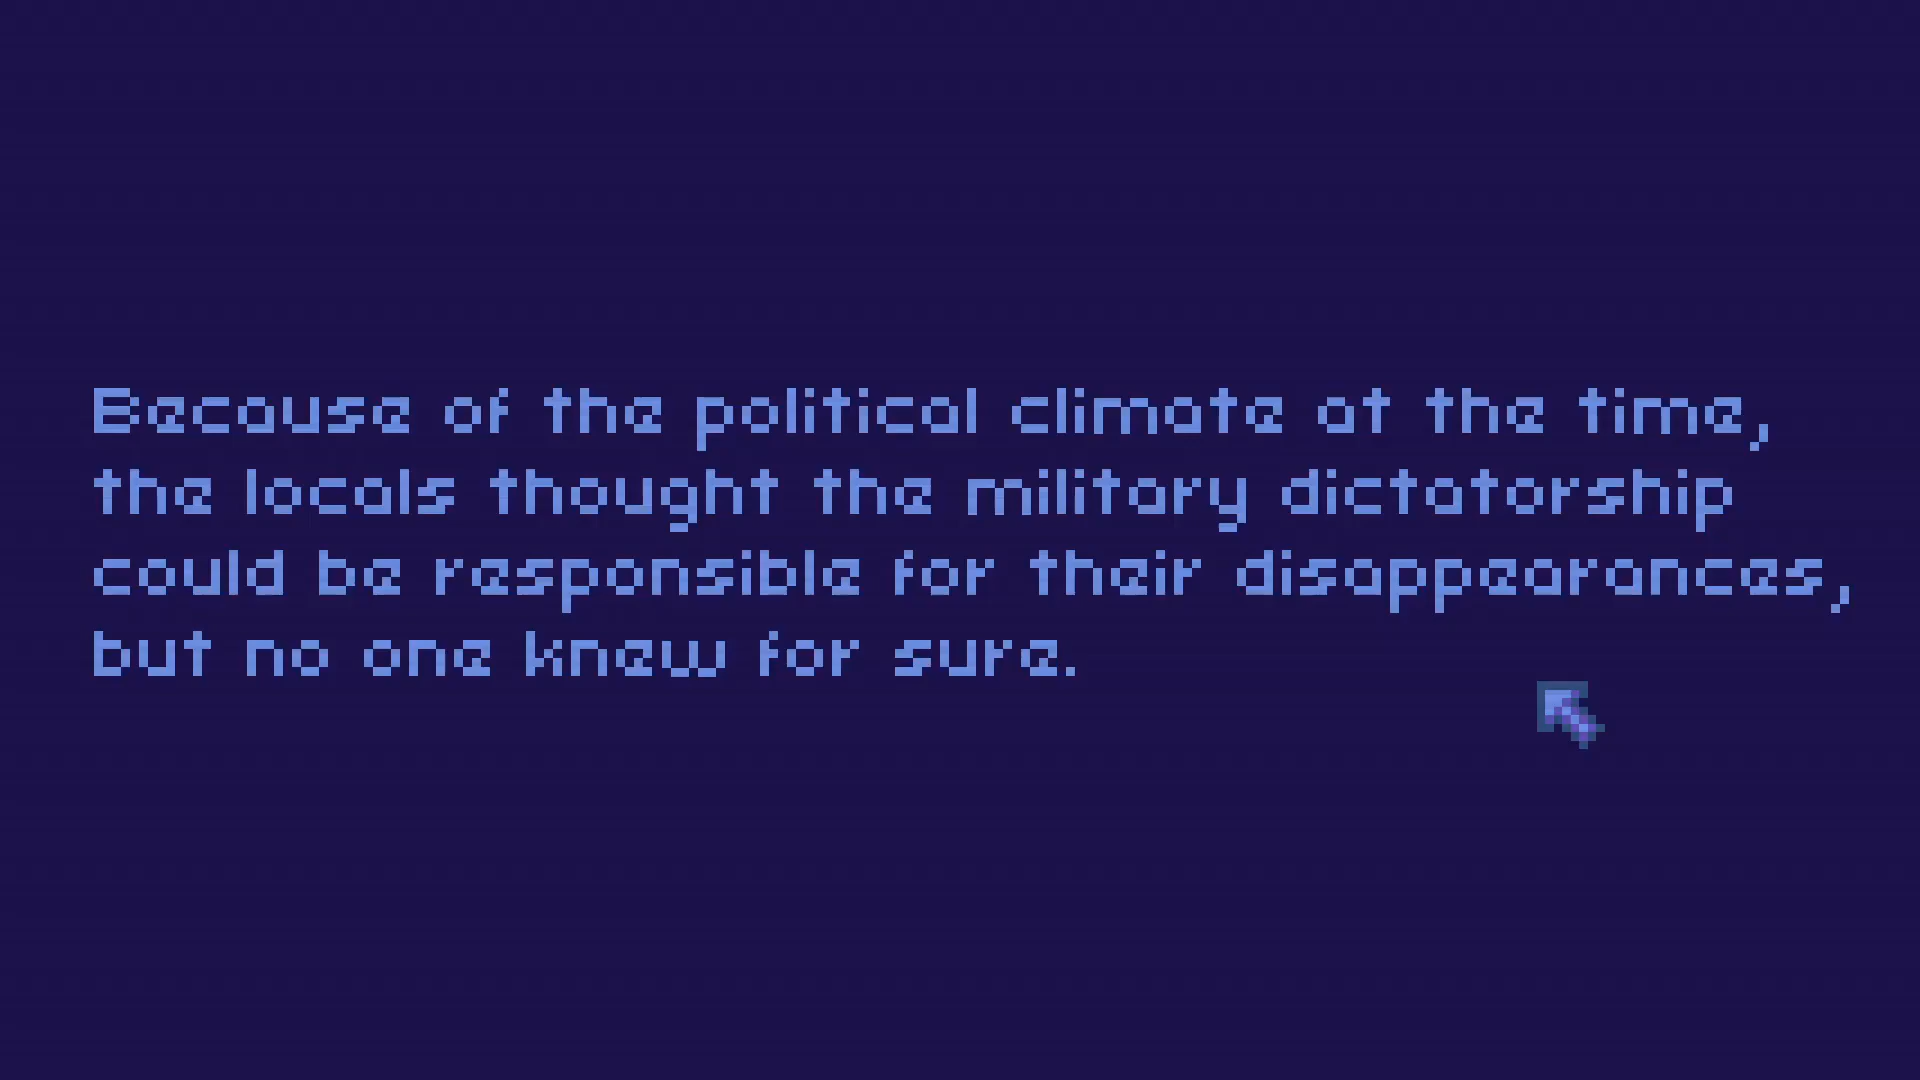 Because of the political climate at the time,
the locals thought the military dictatorship
could be responsible for their disappearances,
but no one knew for sure.